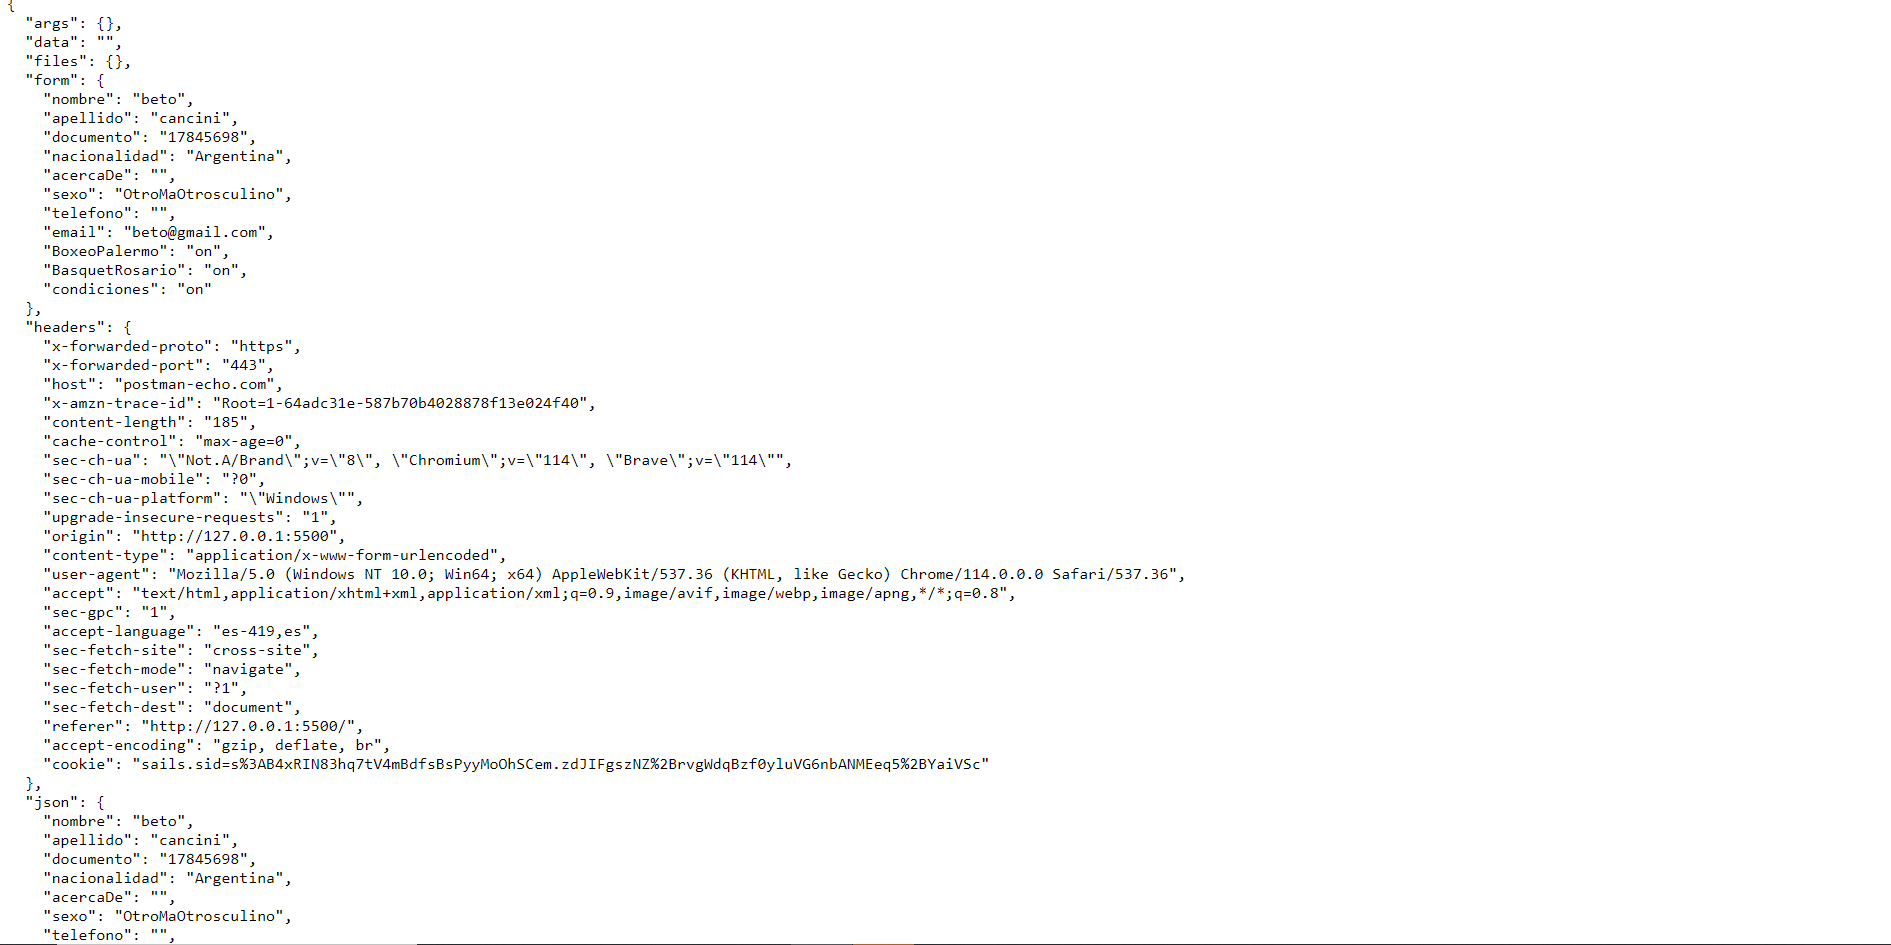 {
  "args": {},
  "data": "",
  "files": {},
  "form": {
    "nombre": "beto",
    "apellido": "cancini",
    "documento": "17845698",
    "nacionalidad": "Argentina",
    "acercaDe": "",
    "sexo": "OtroMaOtrosculino",
    "telefono": "",
    "email": "beto@gmail.com",
    "BoxeoPalermo": "on",
    "BasquetRosario": "on",
    "condiciones": "on"
  },
  "headers": {
    "x-forwarded-proto": "https",
    "x-forwarded-port": "443",
    "host": "postman-echo.com",
    "x-amzn-trace-id": "Root=1-64adc31e-587b70b4028878f13e024f40",
    "content-length": "185",
    "cache-control": "max-age=0",
    "sec-ch-ua": "\"Not.A/Brand\";v=\"8\", \"Chromium\";v=\"114\", \"Brave\";v=\"114\"",
    "sec-ch-ua-mobile": "?0",
    "sec-ch-ua-platform": "\"Windows\"",
    "upgrade-insecure-requests": "1",
    "origin": "http://127.0.0.1:5500",
    "content-type": "application/x-www-form-urlencoded",
    "user-agent": "Mozilla/5.0 (Windows NT 10.0; Win64; x64) AppleWebKit/537.36 (KHTML, like Gecko) Chrome/114.0.0.0 Safari/537.36",
    "accept": "text/html,application/xhtml+xml,application/xml;q=0.9,image/avif,image/webp,image/apng,*/*;q=0.8",
    "sec-gpc": "1",
    "accept-language": "es-419,es",
    "sec-fetch-site": "cross-site",
    "sec-fetch-mode": "navigate",
    "sec-fetch-user": "?1",
    "sec-fetch-dest": "document",
    "referer": "http://127.0.0.1:5500/",
    "accept-encoding": "gzip, deflate, br",
    "cookie": "sails.sid=s%3AB4xRIN83hq7tV4mBdfsBsPyyMoOhSCem.zdJIFgszNZ%2BrvgWdqBzf0yluVG6nbANMEeq5%2BYaiVSc"
  },
  "json": {
    "nombre": "beto",
    "apellido": "cancini",
    "documento": "17845698",
    "nacionalidad": "Argentina",
    "acercaDe": "",
    "sexo": "OtroMaOtrosculino",
    "telefono": "",